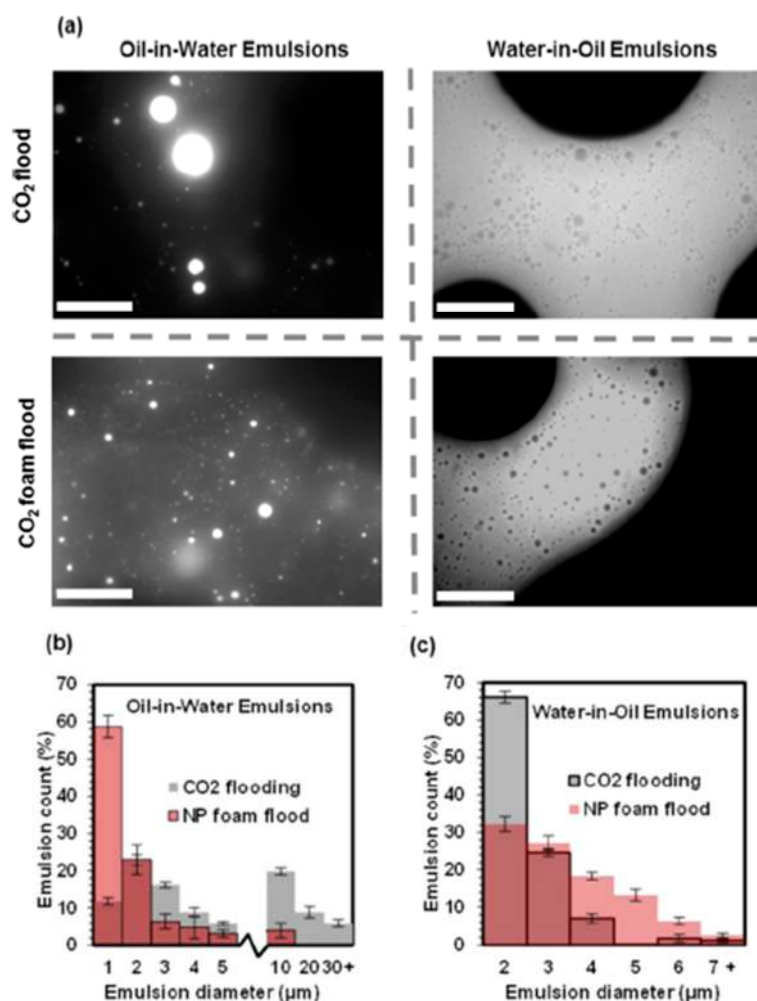 (a)
Oil-in-Water Emulsions
Water-in-Oil Emulsions
CO₂ flood
CO₂ foam flood
(b)
70
60
50
40
30
20
10
0
Emulsion count (%)
Oil-in-Water Emulsions
CO2 flooding
NP foam flood
1 2 3 4 5 10 20 30+
Emulsion diameter (µm)
(c)
70
60
50
40
30
20
10
0
Emulsion count (%)
Water-in-Oil Emulsions
CO2 flooding
NP foam flood
2 3 4 5 6 7 +
Emulsion diameter (µm)